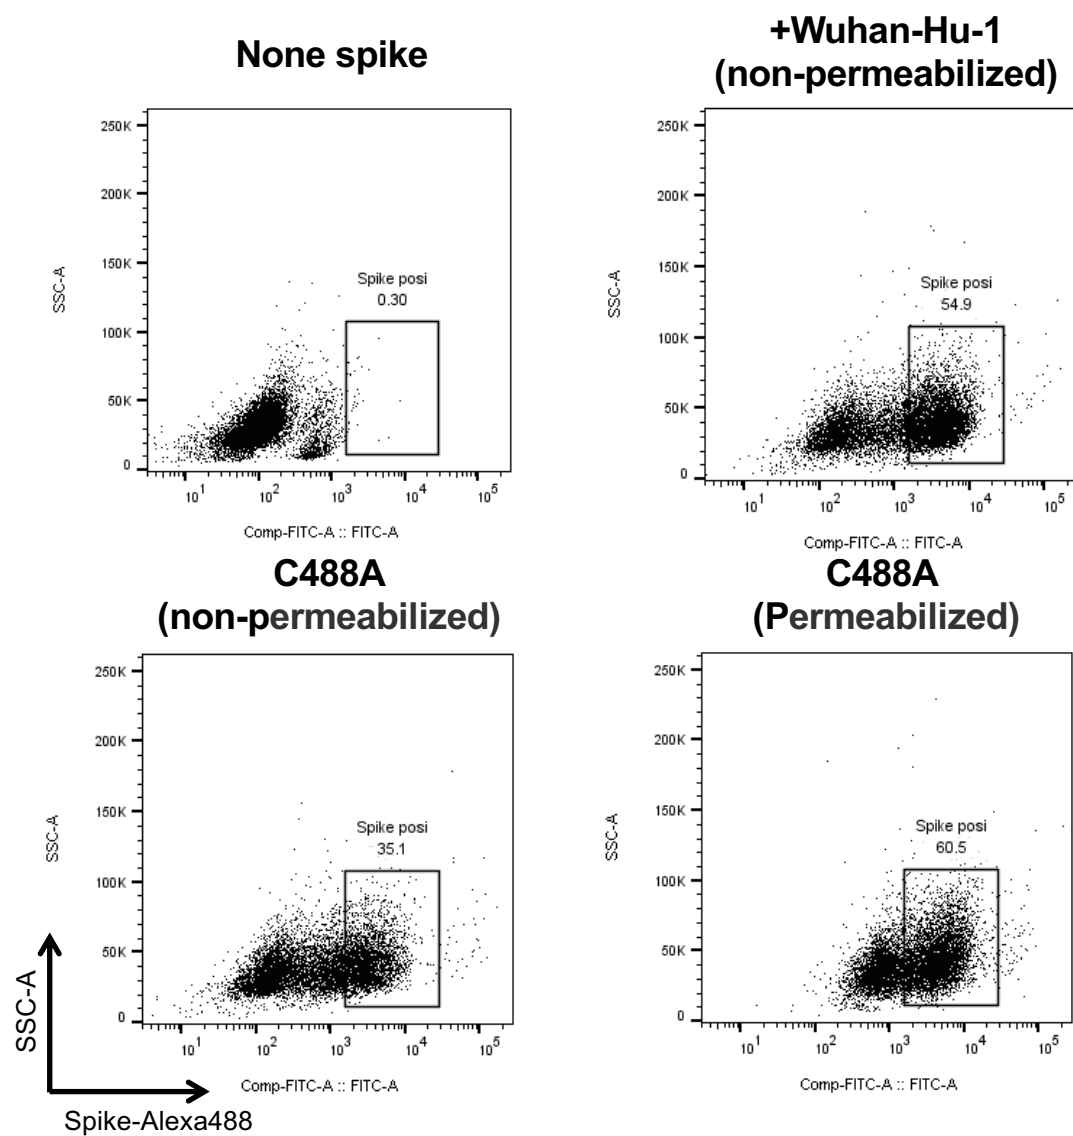 None spike
250K
200K
150K
100K
50K
0
SSC-A
Spike posi
0.30
10^1
10^2
10^3
10^4
10^5
Comp-FITC-A :: FITC-A
+Wuhan-Hu-1
(non-permeabilized)
250K
200K
150K
100K
50K
0
SSC-A
Spike posi
54.9
10^1
10^2
10^3
10^4
10^5
Comp-FITC-A :: FITC-A
C488A
(non-permeabilized)
250K
200K
150K
100K
50K
0
SSC-A
Spike posi
35.1
10^1
10^2
10^3
10^4
10^5
Comp-FITC-A :: FITC-A
C488A
(Permeabilized)
250K
200K
150K
100K
50K
0
SSC-A
Spike posi
60.5
10^1
10^2
10^3
10^4
10^5
Comp-FITC-A :: FITC-A
SSC-A
Spike-Alexa488